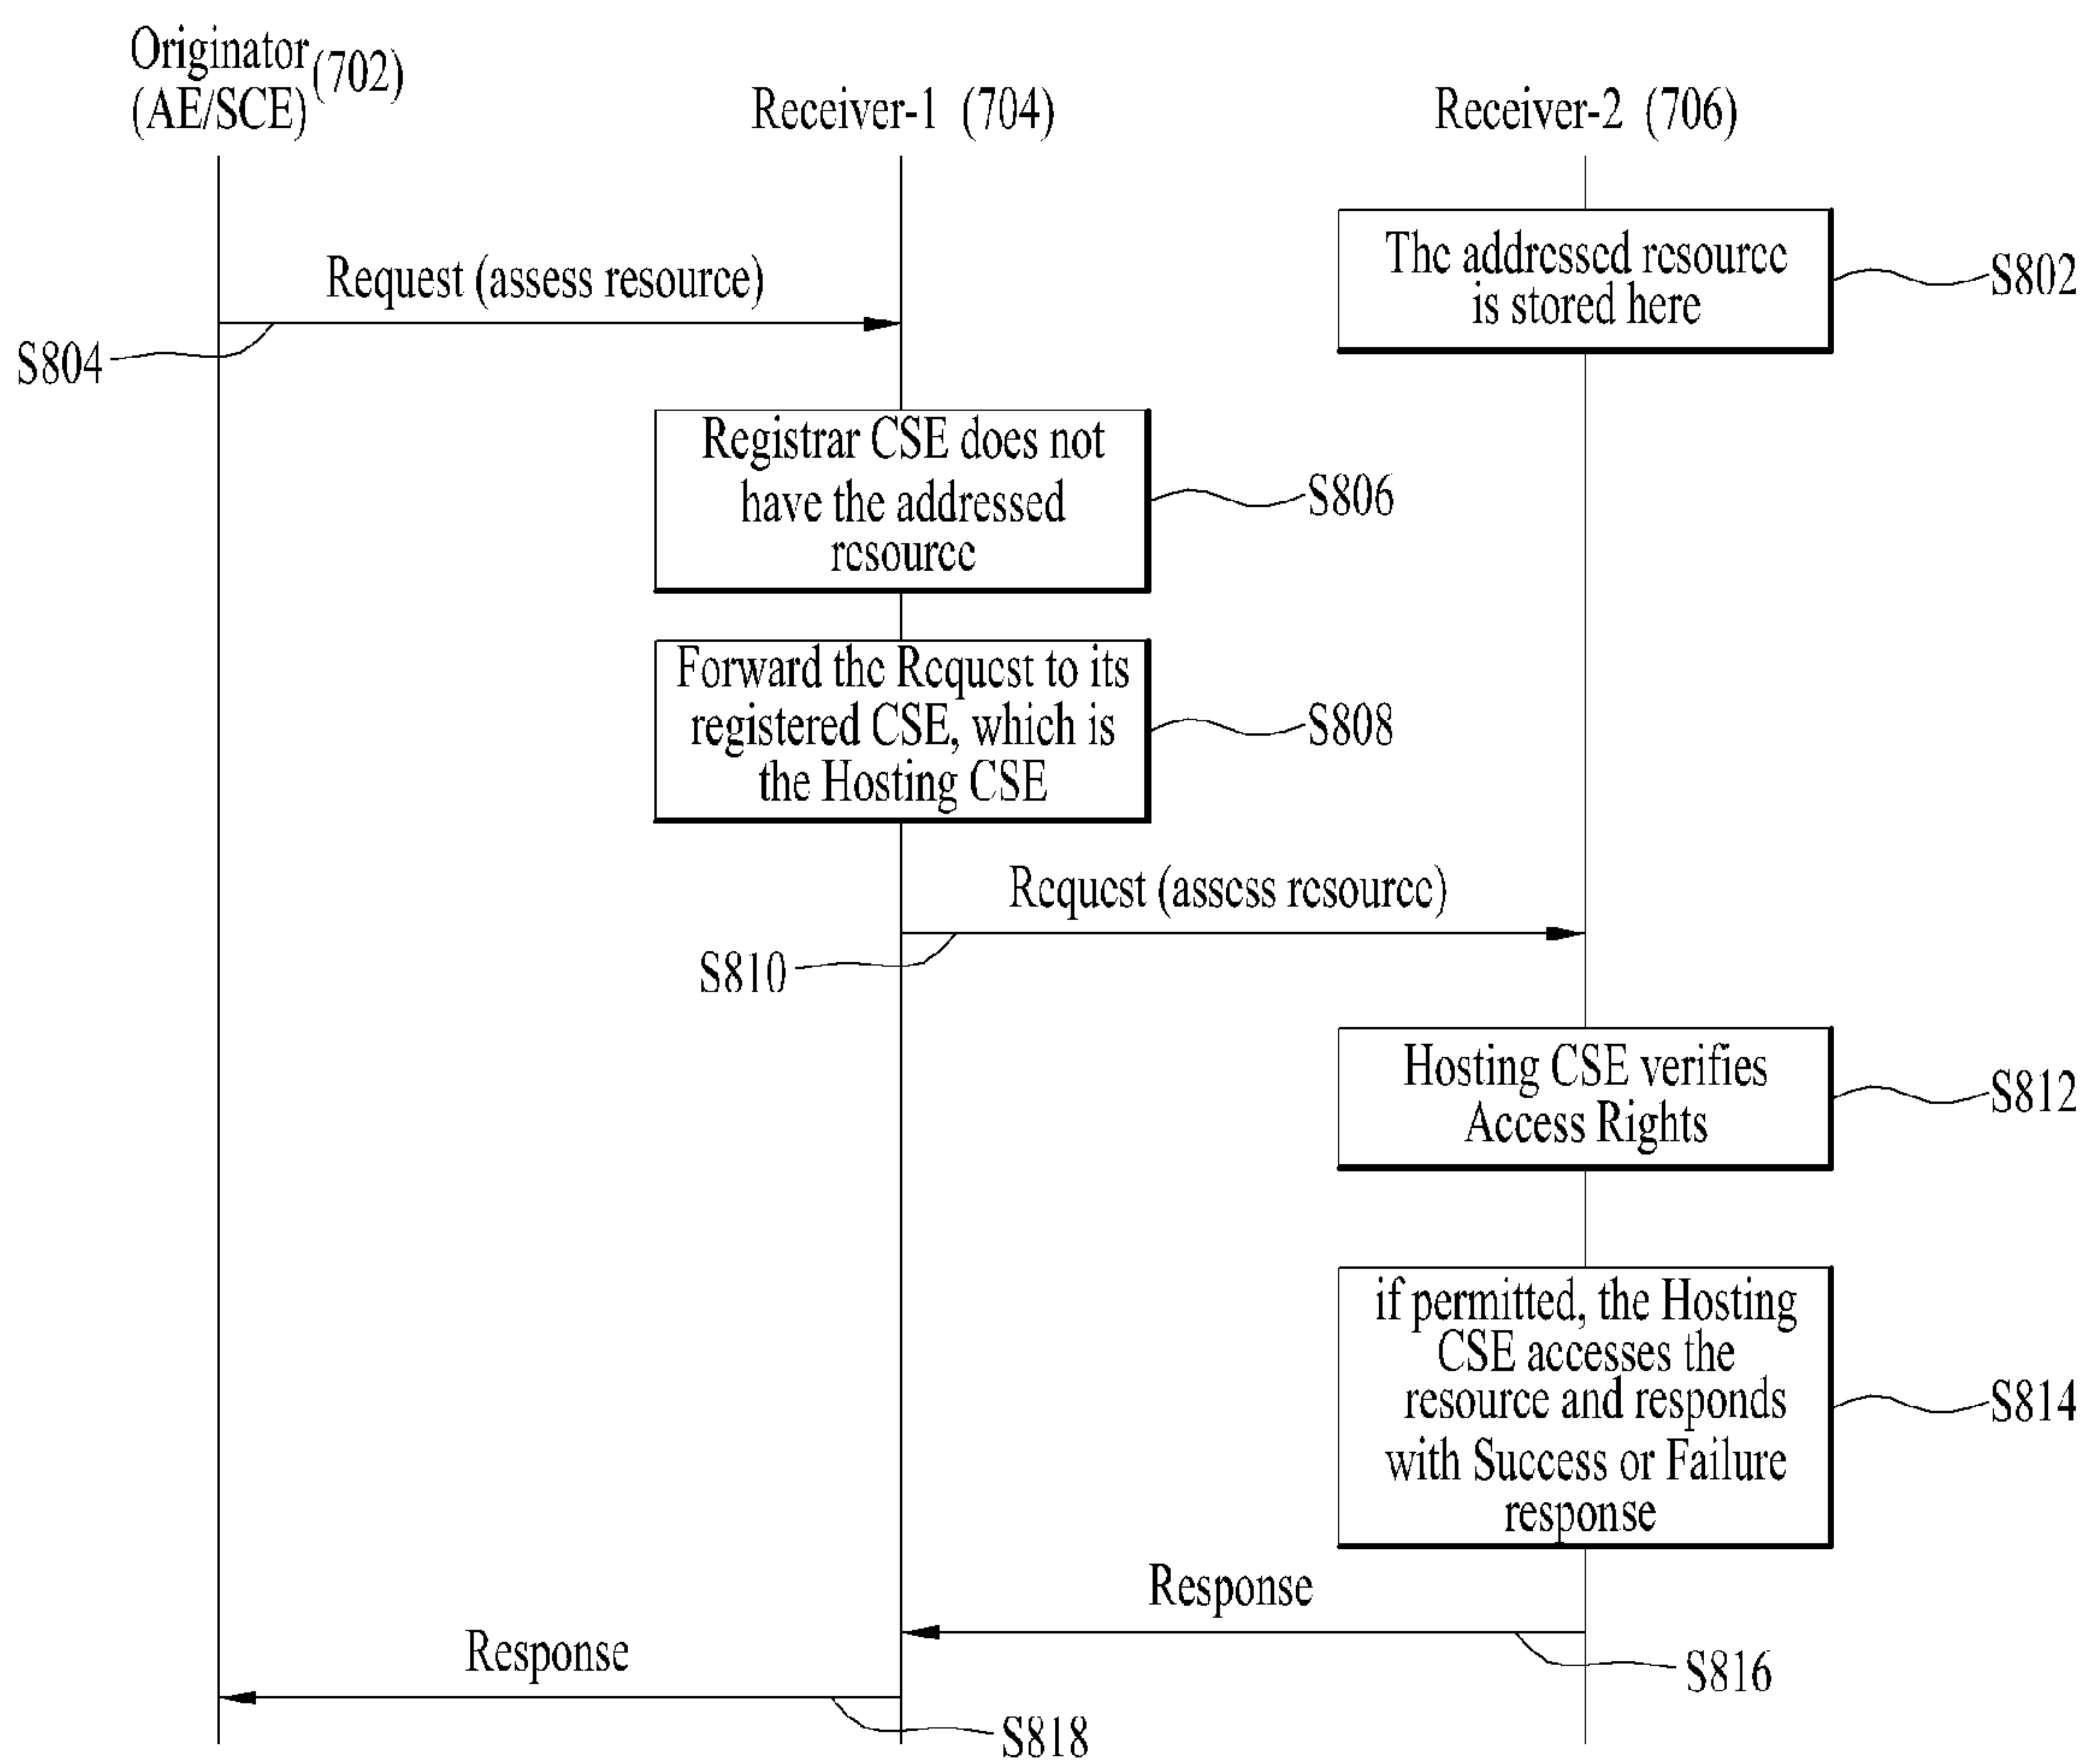 Originator (702)
(AE/SCE)
Receiver-1 (704)
Receiver-2 (706)
The addressed resource
is stored here
S802
Request (assess resource)
S804
Registrar CSE does not
have the addressed
resource
S806
Forward the Request to its
registered CSE, which is
the Hosting CSE
S808
Request (assess resource)
S810
Hosting CSE verifies
Access Rights
S812
if permitted, the Hosting
CSE accesses the
resource and responds
with Success or Failure
response
S814
Response
S816
Response
S818